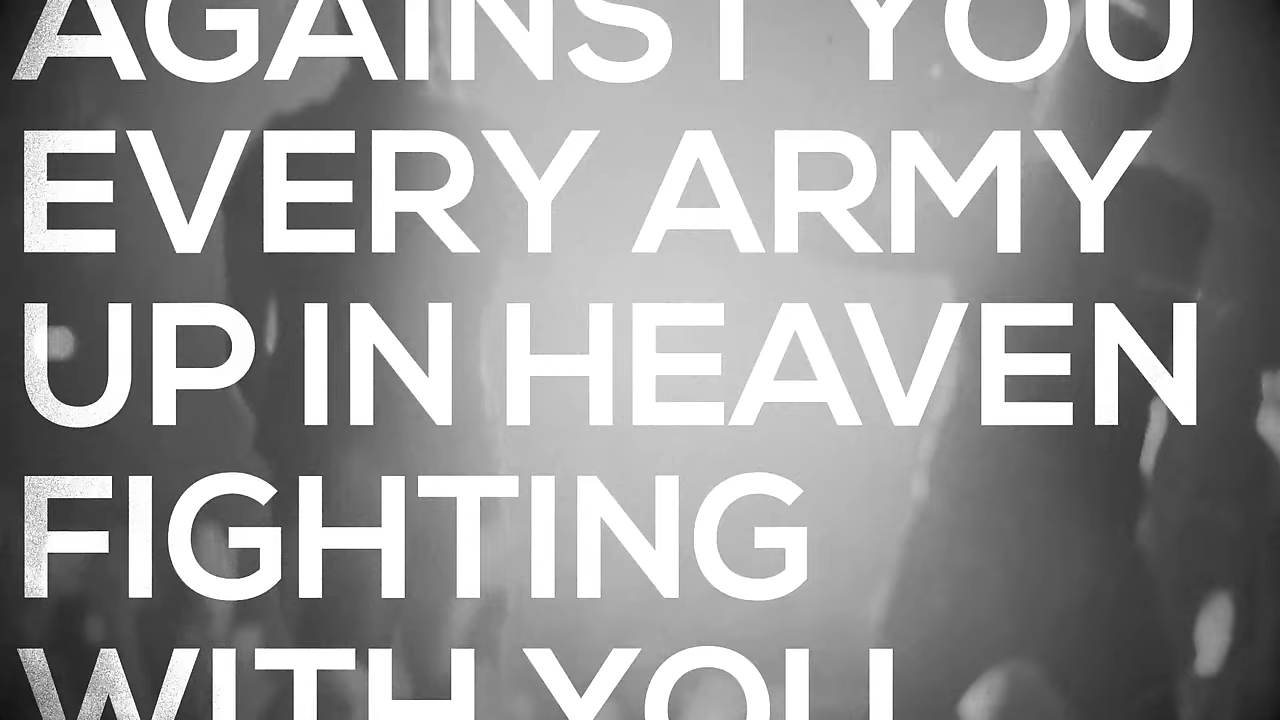 AGAINST YOU
EVERY ARMY
UP IN HEAVEN
FIGHTING
WITH YOU